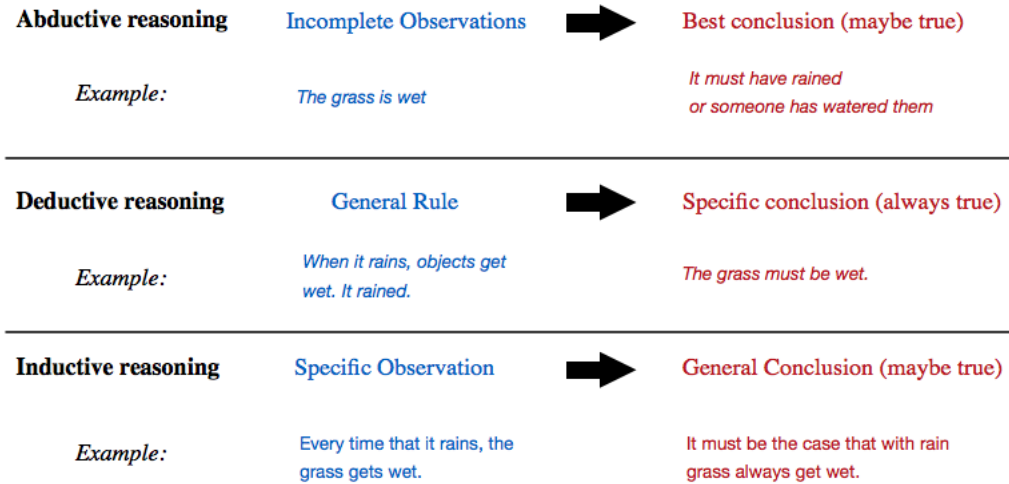 Abductive reasoning Incomplete Observations Best conclusion (maybe true)
Example: The grass is wet It must have rained
or someone has watered them
Deductive reasoning General Rule Specific conclusion (always true)
Example: When it rains, objects get
wet. It rained. The grass must be wet.
Inductive reasoning Specific Observation General Conclusion (maybe true)
Example: Every time that it rains, the
grass gets wet. It must be the case that with rain
grass always get wet.